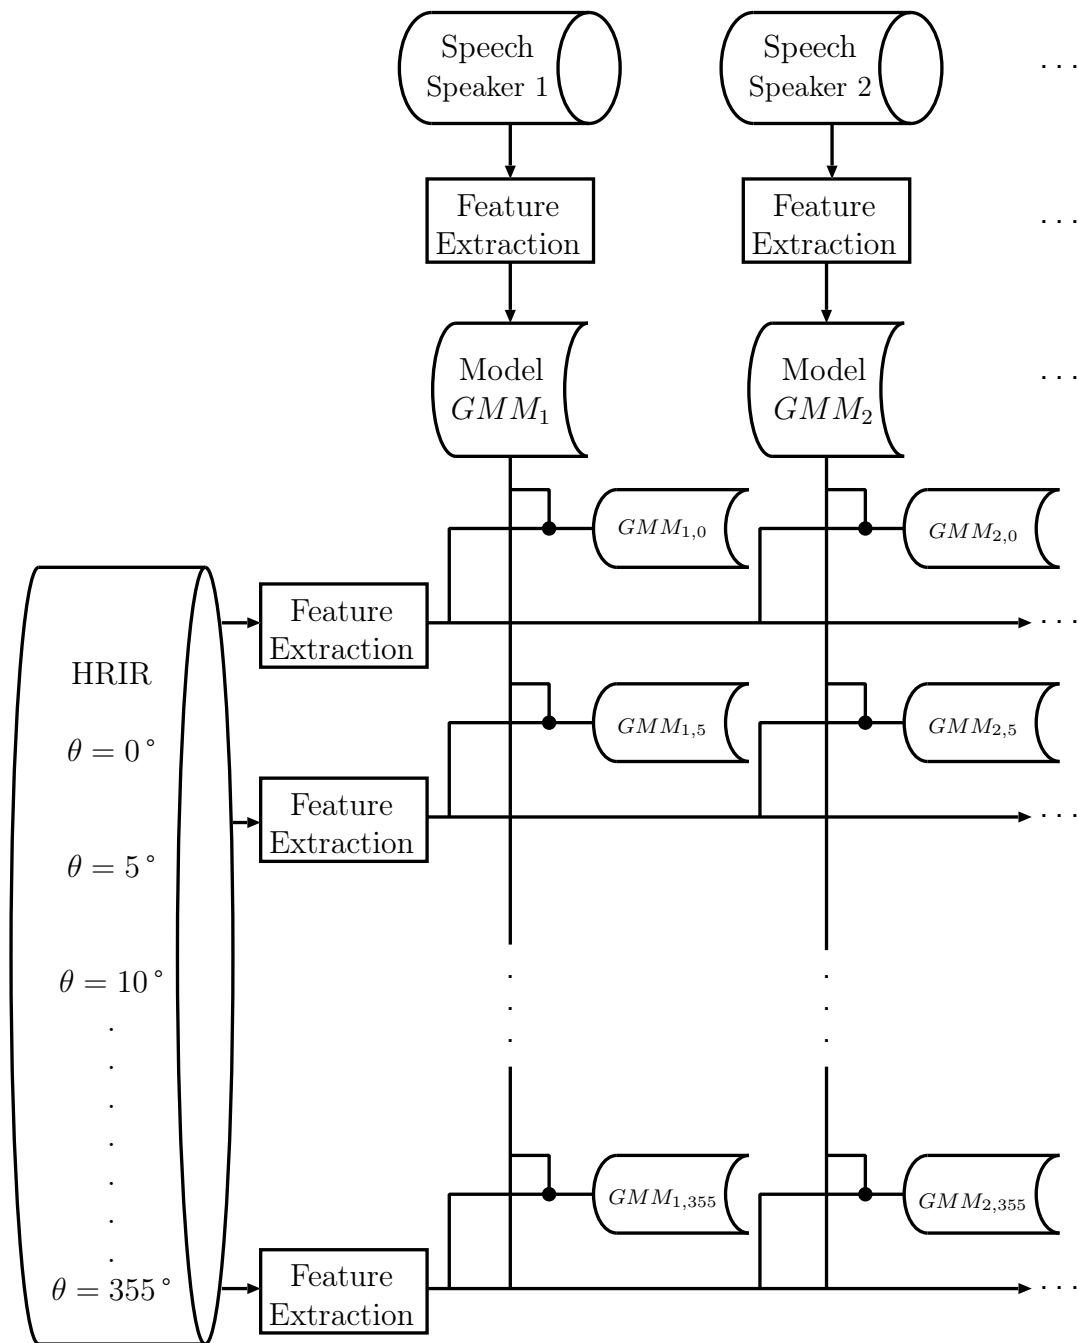 Speech
Speaker 1
Speech
Speaker 2
. . .
Feature
Extraction
Feature
Extraction
. . .
Model
GMM₁
Model
GMM₂
. . .
GMM₁,₀
GMM₂,₀
Feature
Extraction
. . .
HRIR
θ = 0°
θ = 5°
θ = 10°
.
.
.
.
.
.
.
θ = 355°
GMM₁,₅
GMM₂,₅
Feature
Extraction
. . .
.
.
.
.
.
.
GMM₁,₃₅₅
GMM₂,₃₅₅
Feature
Extraction
. . .